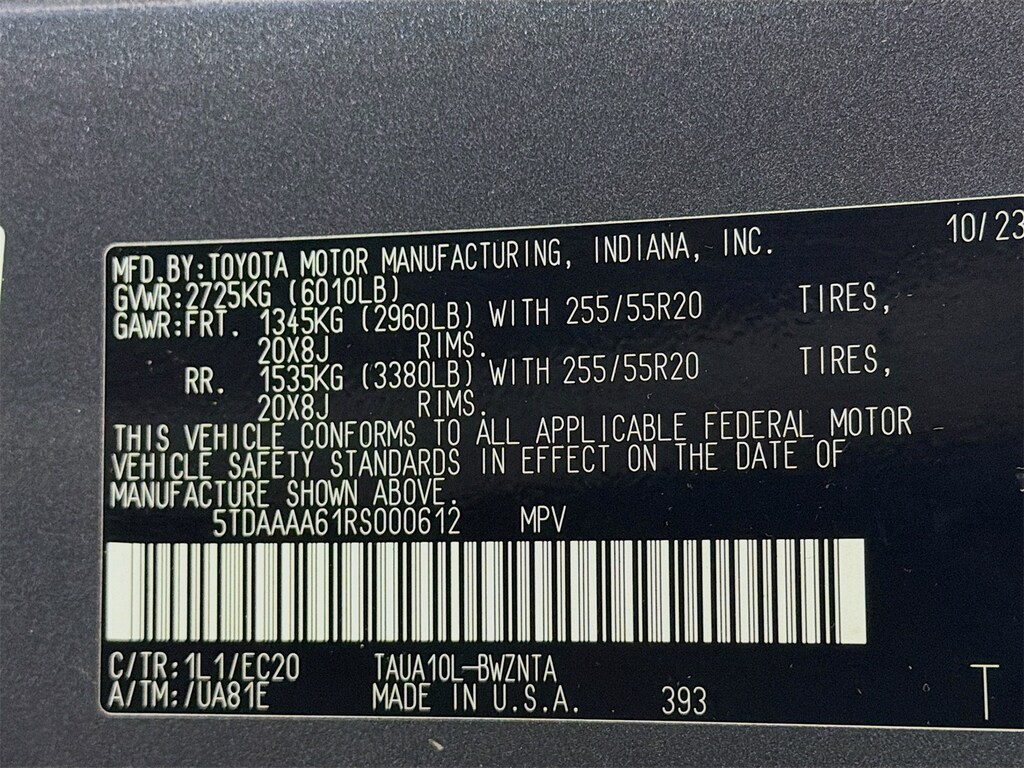 MFD.BY:TOYOTA MOTOR MANUFACTURING, INDIANA, INC. 10/23
GVWR:2725KG (6010LB)
GAWR:FRT. 1345KG (2960LB) WITH 255/55R20 TIRES,
20X8J RIMS.
RR. 1535KG (3380LB) WITH 255/55R20 TIRES,
20X8J RIMS.
THIS VEHICLE CONFORMS TO ALL APPLICABLE FEDERAL MOTOR
VEHICLE SAFETY STANDARDS IN EFFECT ON THE DATE OF
MANUFACTURE SHOWN ABOVE.
5TDAAAA61RS000612 MPV
C/TR:1L1/EC20 TAUA10L-BWZNTA
A/TM:/UA81E MADE IN U.S.A. 393 T